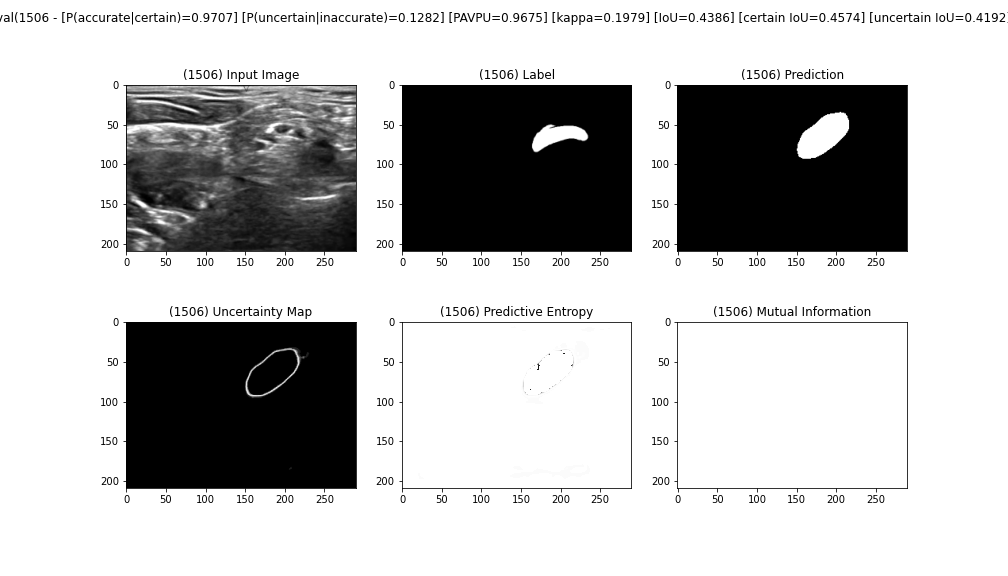 val(1506 - [P(accurate|certain)=0.9707] [P(uncertain|inaccurate)=0.1282] [PAVPU=0.9675] [kappa=0.1979] [IoU=0.4386] [certain IoU=0.4574] [uncertain IoU=0.4192]
(1506) Input Image
(1506) Label
(1506) Prediction
0
50
100
150
200
0 50 100 150 200 250
0
50
100
150
200
0 50 100 150 200 250
0
50
100
150
200
0 50 100 150 200 250
(1506) Uncertainty Map
(1506) Predictive Entropy
(1506) Mutual Information
0
50
100
150
200
0 50 100 150 200 250
0
50
100
150
200
0 50 100 150 200 250
0
50
100
150
200
0 50 100 150 200 250